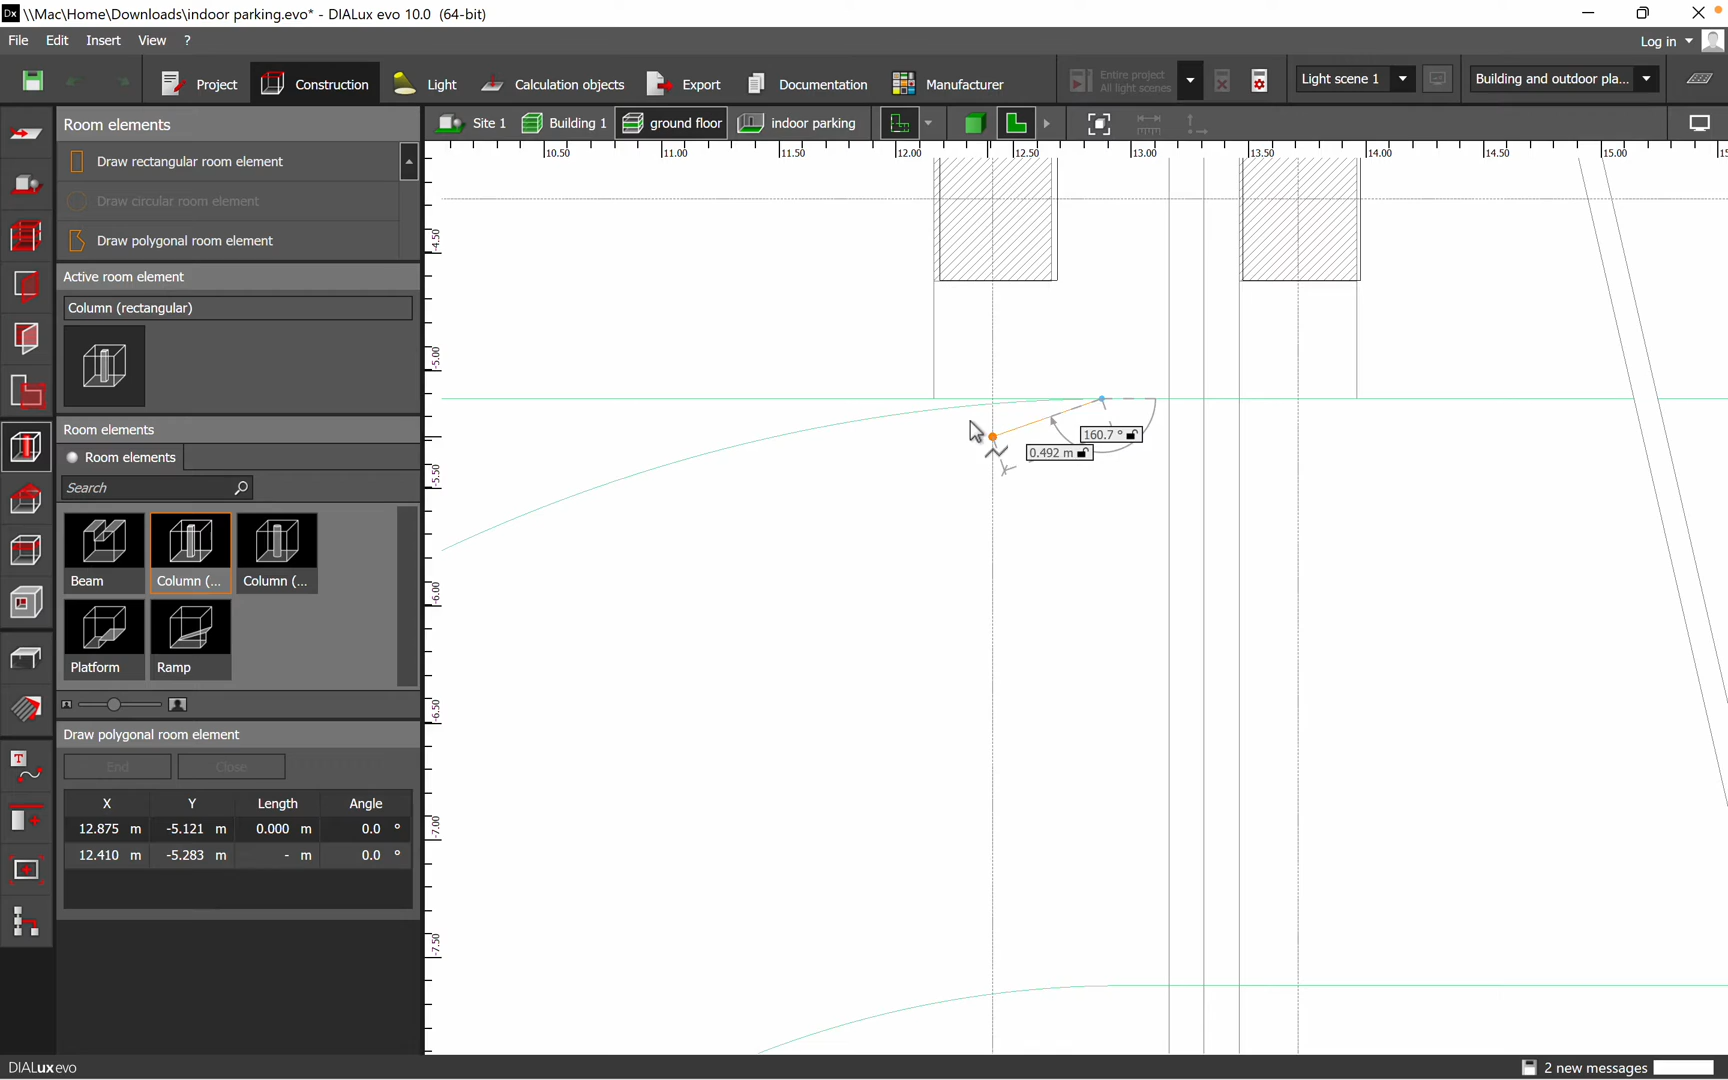 Dx \\Mac\Home\Downloads\indoor parking.evo* - DIALux evo 10.0 (64-bit)
File Edit Insert View ?
Log in
Project Construction Light Calculation objects Export Documentation Manufacturer
Entire project
All light scenes
Light scene 1
Building and outdoor pla...
Room elements
Site 1 Building 1 ground floor indoor parking
10.50 11.00 11.50 12.00 12.50 13.00 13.50 14.00 14.50 15.00
Draw rectangular room element
Draw circular room element
Draw polygonal room element
Active room element
Column (rectangular)
Room elements
Room elements
Search
Beam Column (... Column (...
Platform Ramp
Draw polygonal room element
End Close
X Y Length Angle
12.875 m -5.121 m 0.000 m 0.0 °
12.410 m -5.283 m - m 0.0 °
-4.50
-5.00
-5.50
-6.00
-6.50
-7.00
-7.50
160.7 °
0.492 m
DIALux evo
2 new messages